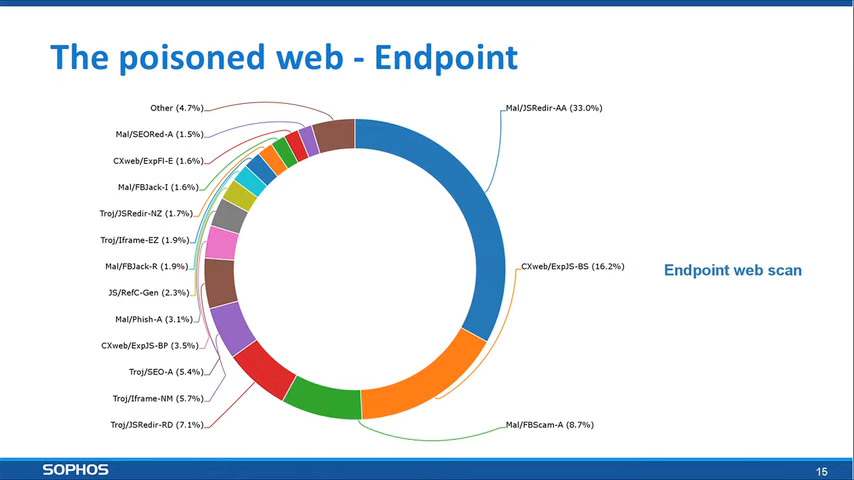 The poisoned web - Endpoint
Other (4.7%)
Mal/JSRedir-AA (33.0%)
Mal/SEORed-A (1.5%)
CXweb/ExpFl-E (1.6%)
Mal/FBJack-I (1.6%)
Troj/JSRedir-NZ (1.7%)
Troj/Iframe-EZ (1.9%)
Mal/FBJack-R (1.9%)
CXweb/ExpJS-BS (16.2%)
Endpoint web scan
JS/RefC-Gen (2.3%)
Mal/Phish-A (3.1%)
CXweb/ExpJS-BP (3.5%)
Troj/SEO-A (5.4%)
Troj/Iframe-NM (5.7%)
Troj/JSRedir-RD (7.1%)
Mal/FBScam-A (8.7%)
SOPHOS
15